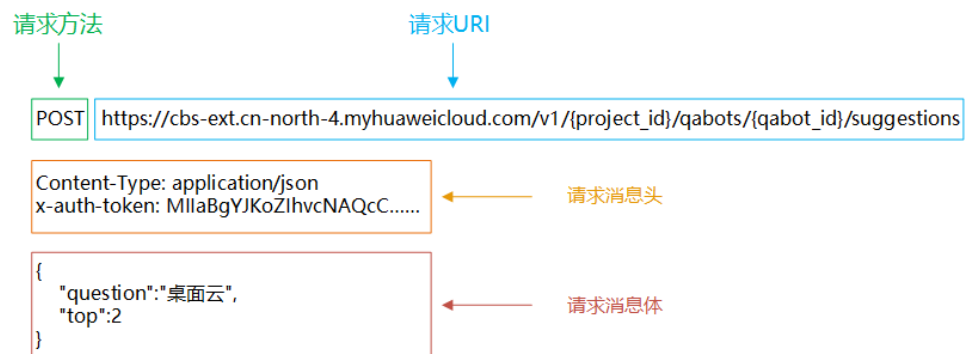 请求方法
请求URI
POST https://cbs-ext.cn-north-4.myhuaweicloud.com/v1/{project_id}/qabots/{qabot_id}/suggestions
Content-Type: application/json
x-auth-token: MIIaBgYJKoZIhvcNAQcC......
请求消息头
{
"question":"桌面云",
"top":2
}
请求消息体